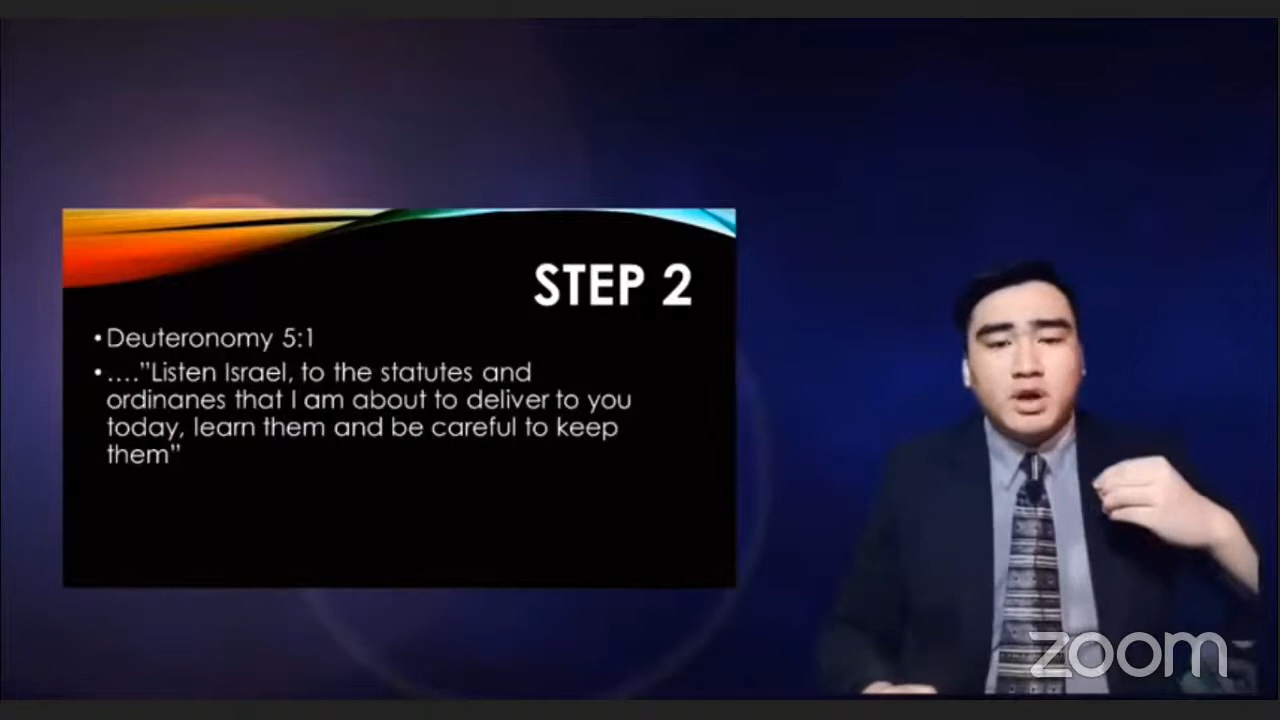 STEP 2
•Deuteronomy 5:1
•...."Listen Israel, to the statutes and
ordinanes that I am about to deliver to you
today, learn them and be careful to keep
them"
zoom